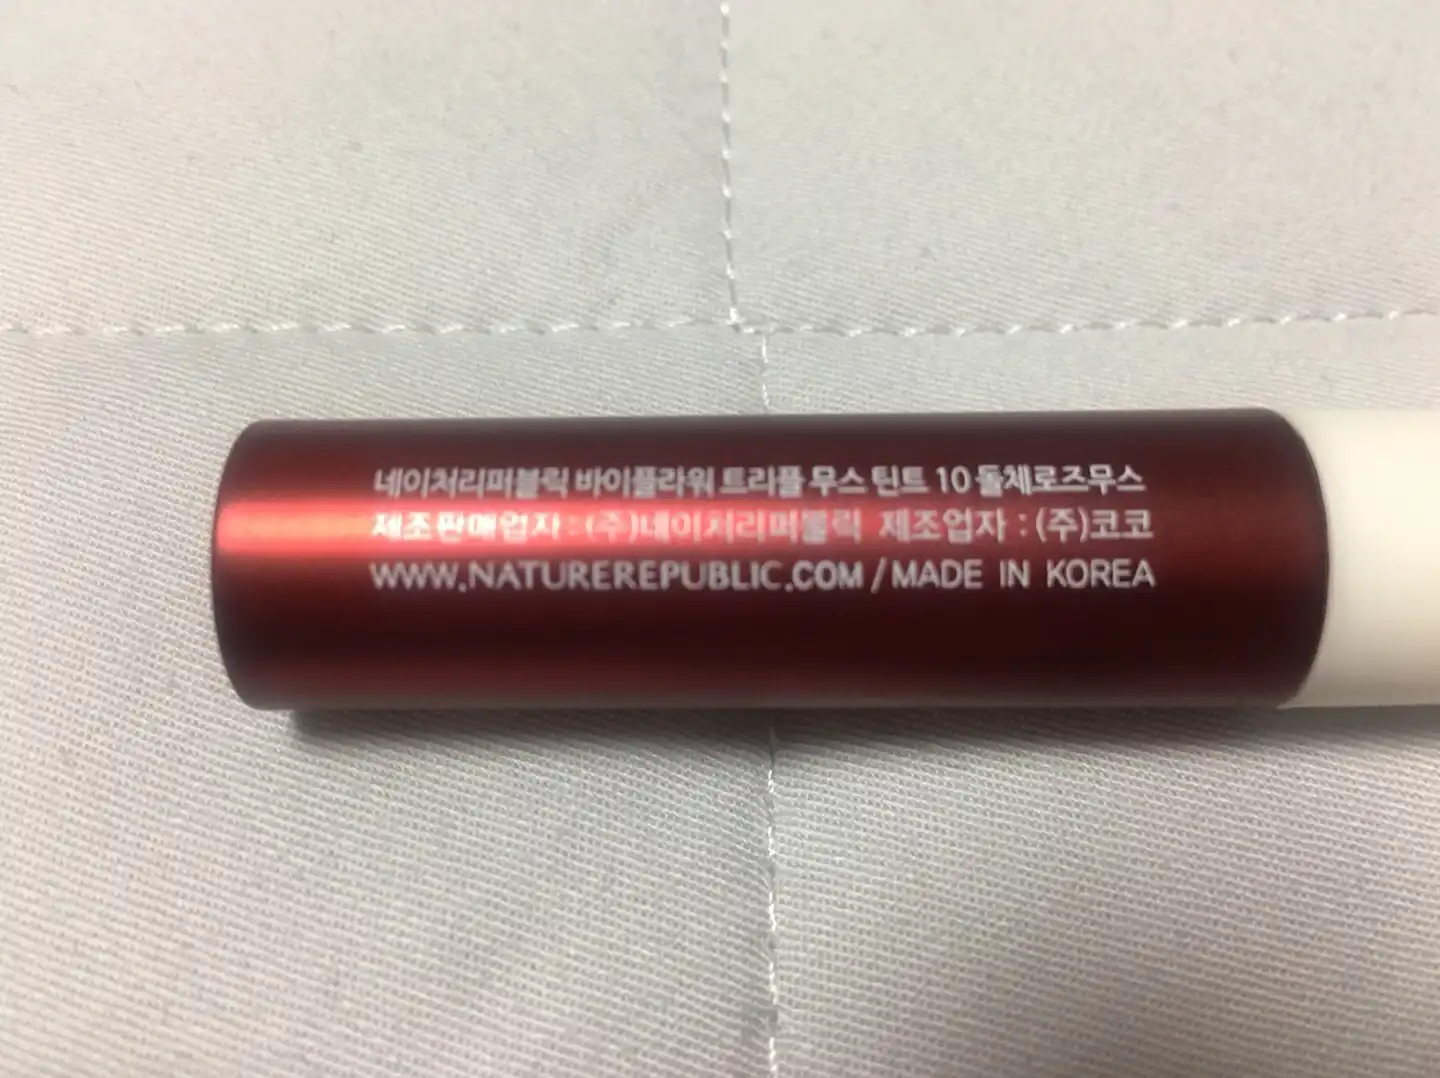 네이처리퍼블릭 바이플라워 트리플 무스 틴트 10 돌체로즈무스
제조판매업자 : (주)네이처리퍼블릭 제조업자 : (주)코코
WWW.NATUREREPUBLIC.COM / MADE IN KOREA